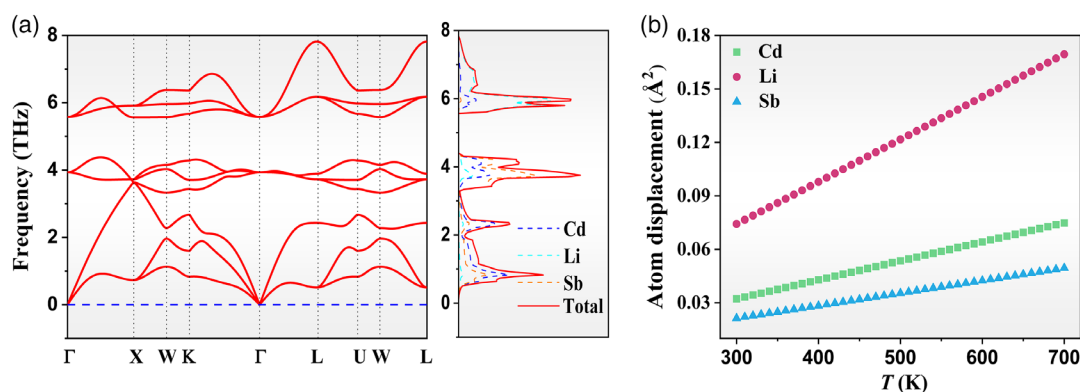 (a)
Frequency (THz)
8
6
4
2
0
Γ X W K Γ L U W L
8
6
4
2
0
Cd
Li
Sb
Total
(b)
Atom displacement (Å²)
0.18
0.15
0.12
0.09
0.06
0.03
Cd
Li
Sb
300 400 500 600 700
T (K)